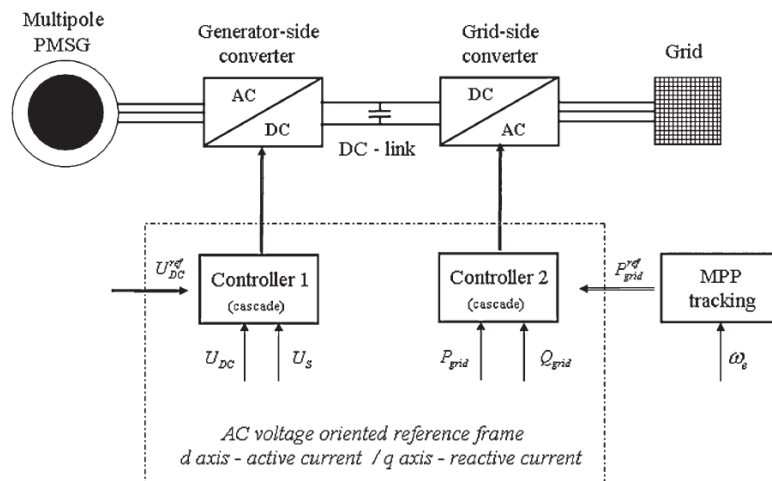 Multipole
PMSG
Generator-side
converter
Grid-side
converter
Grid
AC
DC
DC - link
DC
AC
U_DC^ref
Controller 1
(cascade)
Controller 2
(cascade)
P_grid^ref
MPP
tracking
U_DC
U_S
P_grid
Q_grid
ω_e
AC voltage oriented reference frame
d axis - active current / q axis - reactive current